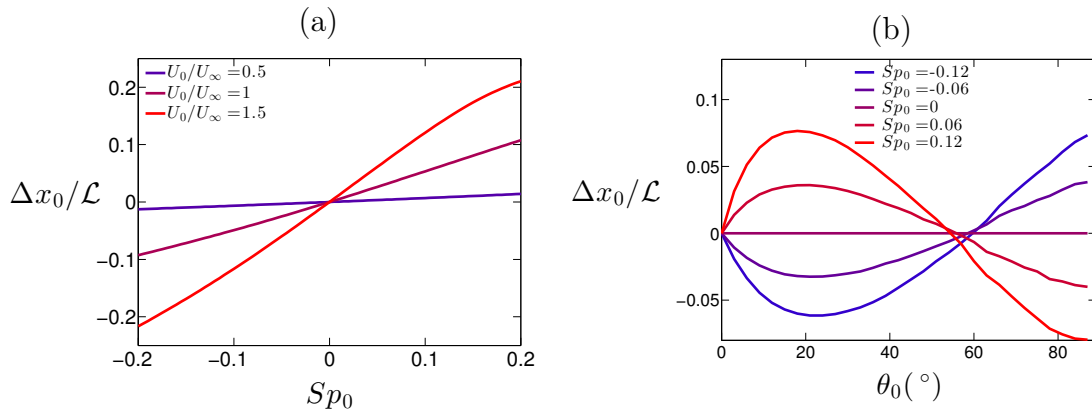 (a)
U₀/U∞ =0.5
U₀/U∞ =1
U₀/U∞ =1.5
Δx₀/ℒ
0.2
0.1
0
-0.1
-0.2
−0.2
−0.1
0
0.1
0.2
Sp₀
(b)
Sp₀ =-0.12
Sp₀ =-0.06
Sp₀ =0
Sp₀ =0.06
Sp₀ =0.12
Δx₀/ℒ
0.1
0.05
0
-0.05
0
20
40
60
80
θ₀(°)